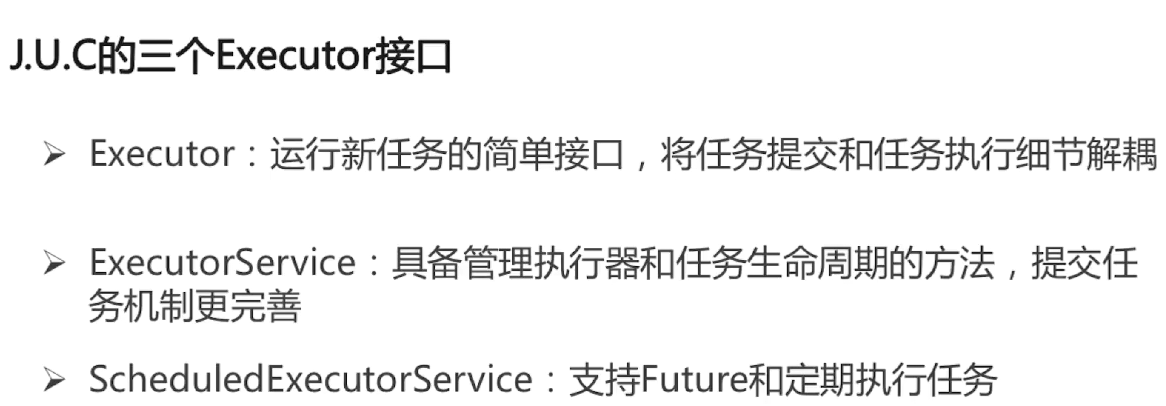 J.U.C的三个Executor接口
➢ Executor：运行新任务的简单接口，将任务提交和任务执行细节解耦
➢ ExecutorService：具备管理执行器和任务生命周期的方法，提交任
务机制更完善
➢ ScheduledExecutorService：支持Future和定期执行任务